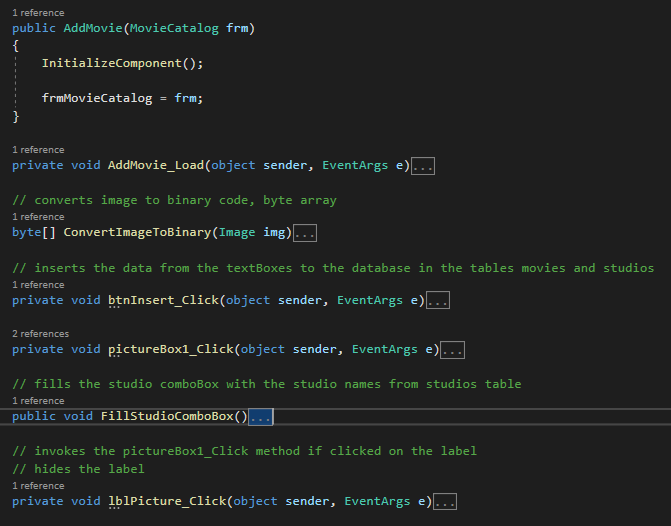 1 reference
public AddMovie(MovieCatalog frm)
{
InitializeComponent();
frmMovieCatalog = frm;
}
1 reference
private void AddMovie_Load(object sender, EventArgs e)...
// converts image to binary code, byte array
1 reference
byte[] ConvertImageToBinary(Image img)...
// inserts the data from the textBoxes to the database in the tables movies and studios
1 reference
private void btnInsert_Click(object sender, EventArgs e)...
2 references
private void pictureBox1_Click(object sender, EventArgs e)...
// fills the studio comboBox with the studio names from studios table
1 reference
public void FillStudioComboBox()...
// invokes the pictureBox1_Click method if clicked on the label
// hides the label
1 reference
private void lblPicture_Click(object sender, EventArgs e)...